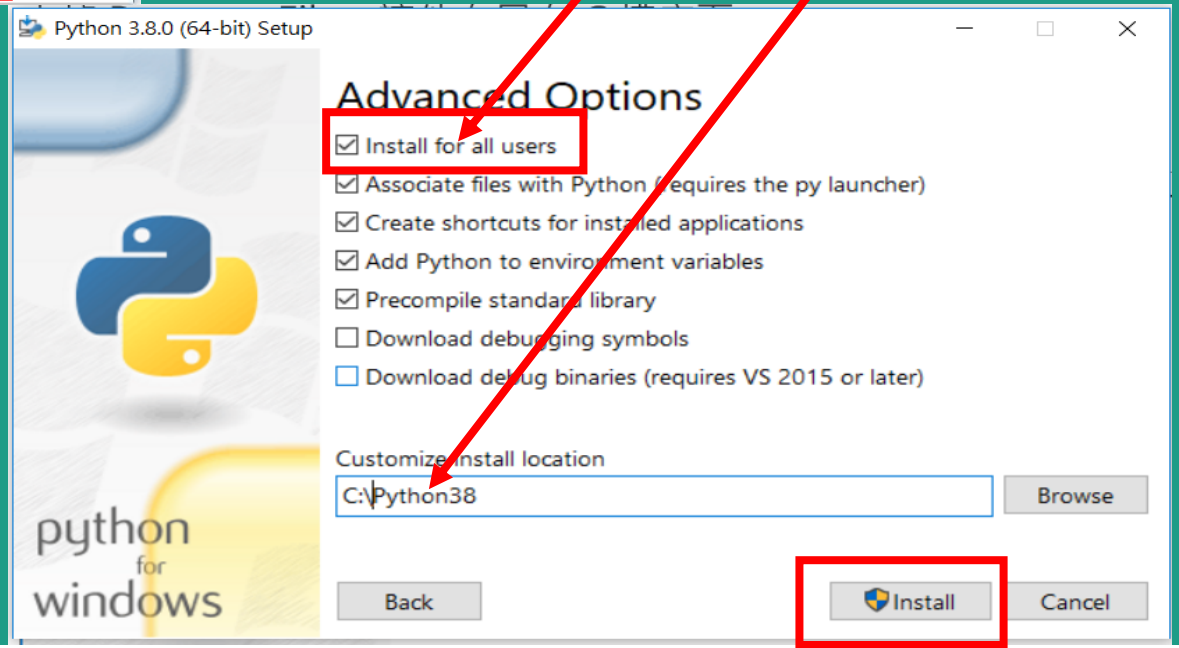 Python 3.8.0 (64-bit) Setup
Advanced Options
Install for all users
Associate files with Python (requires the py launcher)
Create shortcuts for installed applications
Add Python to environment variables
Precompile standard library
Download debugging symbols
Download debug binaries (requires VS 2015 or later)
Customize install location
C:\Python38
Browse
python
for
windows
Back
Install
Cancel